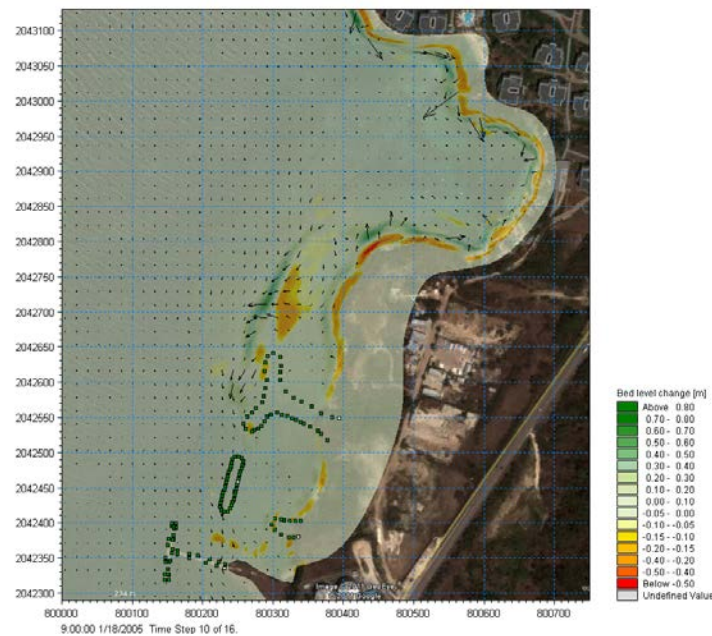 2043100
2043050
2043000
2042950
2042900
2042850
2042800
2042750
2042700
2042650
2042600
2042550
2042500
2042450
2042400
2042350
2042300
800000 800100 800200 800300 800400 800500 800600 800700
9:00:00 1/18/2005 Time Step 10 of 16.
Bed level change [m]
Above 0.80
0.70 - 0.80
0.60 - 0.70
0.50 - 0.60
0.40 - 0.50
0.30 - 0.40
0.20 - 0.30
0.10 - 0.20
0.00 - 0.10
-0.05 - 0.00
-0.10 - -0.05
-0.15 - -0.10
-0.20 - -0.15
-0.40 - -0.20
-0.50 - -0.40
Below -0.50
Undefined Value